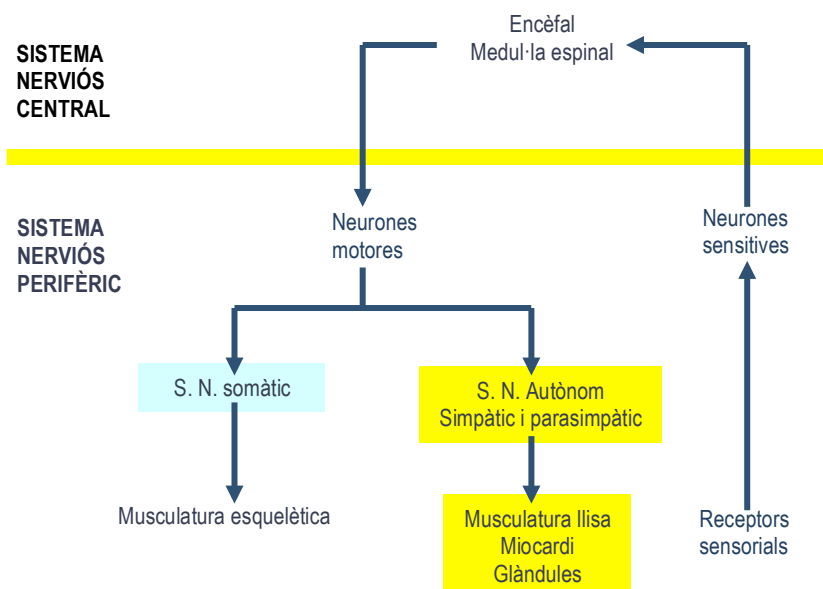 SISTEMA
NERVIÓS
CENTRAL
Encèfal
Medul·la espinal
SISTEMA
NERVIÓS
PERIFÈRIC
Neurones
motores
Neurones
sensitives
S. N. somàtic
S. N. Autònom
Simpàtic i parasimpàtic
Musculatura esquelètica
Musculatura llisa
Miocardi
Glàndules
Receptors
sensorials